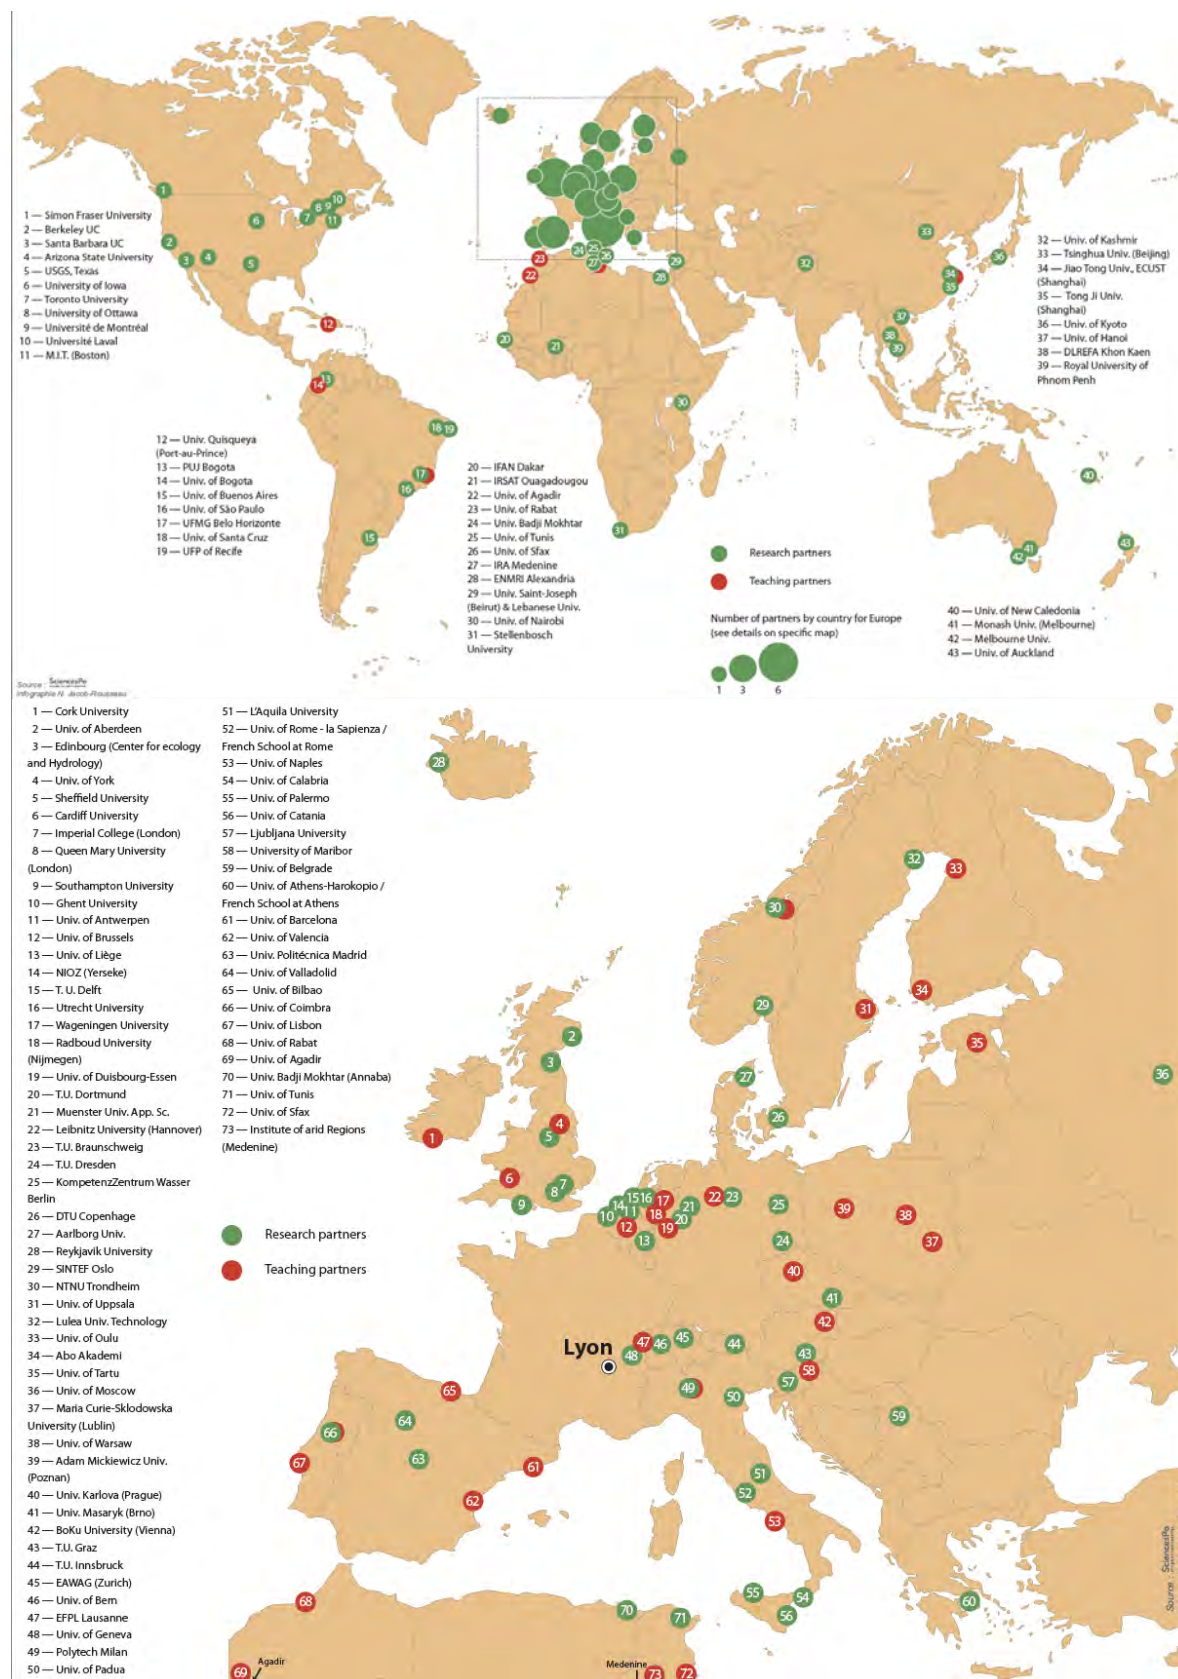 1 — Simon Fraser University
2 — Berkeley UC
3 — Santa Barbara UC
4 — Arizona State University
5 — USGS, Texas
6 — University of Iowa
7 — Toronto University
8 — University of Ottawa
9 — Université de Montréal
10 — Université Laval
11 — M.I.T. (Boston)
12 — Univ. Quisqueya
(Port-au-Prince)
13 — PUJ Bogota
14 — Univ. of Bogota
15 — Univ. of Buenos Aires
16 — Univ. of São Paulo
17 — UFMG Belo Horizonte
18 — Univ. of Santa Cruz
19 — UFP of Recife
20 — IFAN Dakar
21 — IRSAT Ouagadougou
22 — Univ. of Agadir
23 — Univ. of Rabat
24 — Univ. Badji Mokhtar
25 — Univ. of Tunis
26 — Univ. of Sfax
27 — IRA Medenine
28 — ENMRI Alexandria
29 — Univ. Saint-Joseph
(Beirut) & Lebanese Univ.
30 — Univ. of Nairobi
31 — Stellenbosch
University
32 — Univ. of Kashmir
33 — Tsinghua Univ. (Beijing)
34 — Jiao Tong Univ., ECUST
(Shanghai)
35 — Tong Ji Univ.
(Shanghai)
36 — Univ. of Kyoto
37 — Univ. of Hanoi
38 — DLREFA Khon Kaen
39 — Royal University of
Phnom Penh
40 — Univ. of New Caledonia
41 — Monash Univ. (Melbourne)
42 — Melbourne Univ.
43 — Univ. of Auckland
Research partners
Teaching partners
Number of partners by country for Europe
(see details on specific map)
1 3 6
Source : SciencesPo
Infographie N. Jacob-Rousseau
1 — Cork University
2 — Univ. of Aberdeen
3 — Edinbourg (Center for ecology
and Hydrology)
4 — Univ. of York
5 — Sheffield University
6 — Cardiff University
7 — Imperial College (London)
8 — Queen Mary University
(London)
9 — Southampton University
10 — Ghent University
11 — Univ. of Antwerpen
12 — Univ. of Brussels
13 — Univ. of Liège
14 — NIOZ (Yerseke)
15 — T. U. Delft
16 — Utrecht University
17 — Wageningen University
18 — Radboud University
(Nijmegen)
19 — Univ. of Duisbourg-Essen
20 — T.U. Dortmund
21 — Muenster Univ. App. Sc.
22 — Leibnitz University (Hannover)
23 — T.U. Braunschweig
24 — T.U. Dresden
25 — KompetenzZentrum Wasser
Berlin
26 — DTU Copenhage
27 — Aarlborg Univ.
28 — Reykjavik University
29 — SINTEF Oslo
30 — NTNU Trondheim
31 — Univ. of Uppsala
32 — Lulea Univ. Technology
33 — Univ. of Oulu
34 — Abo Akademi
35 — Univ. of Tartu
36 — Univ. of Moscow
37 — Maria Curie-Sklodowska
University (Lublin)
38 — Univ. of Warsaw
39 — Adam Mickiewicz Univ.
(Poznan)
40 — Univ. Karlova (Prague)
41 — Univ. Masaryk (Brno)
42 — BoKu University (Vienna)
43 — T.U. Graz
44 — T.U. Innsbruck
45 — EAWAG (Zurich)
46 — Univ. of Bern
47 — EFPL Lausanne
48 — Univ. of Geneva
49 — Polytech Milan
50 — Univ. of Padua
51 — L'Aquila University
52 — Univ. of Rome - la Sapienza /
French School at Rome
53 — Univ. of Naples
54 — Univ. of Calabria
55 — Univ. of Palermo
56 — Univ. of Catania
57 — Ljubljana University
58 — University of Maribor
59 — Univ. of Belgrade
60 — Univ. of Athens-Harokopio /
French School at Athens
61 — Univ. of Barcelona
62 — Univ. of Valencia
63 — Univ. Politécnica Madrid
64 — Univ. of Valladolid
65 — Univ. of Bilbao
66 — Univ. of Coimbra
67 — Univ. of Lisbon
68 — Univ. of Rabat
69 — Univ. of Agadir
70 — Univ. Badji Mokhtar (Annaba)
71 — Univ. of Tunis
72 — Univ. of Sfax
73 — Institute of arid Regions
(Medenine)
Research partners
Teaching partners
Lyon
Agadir
Medenine
Source : SciencesPo